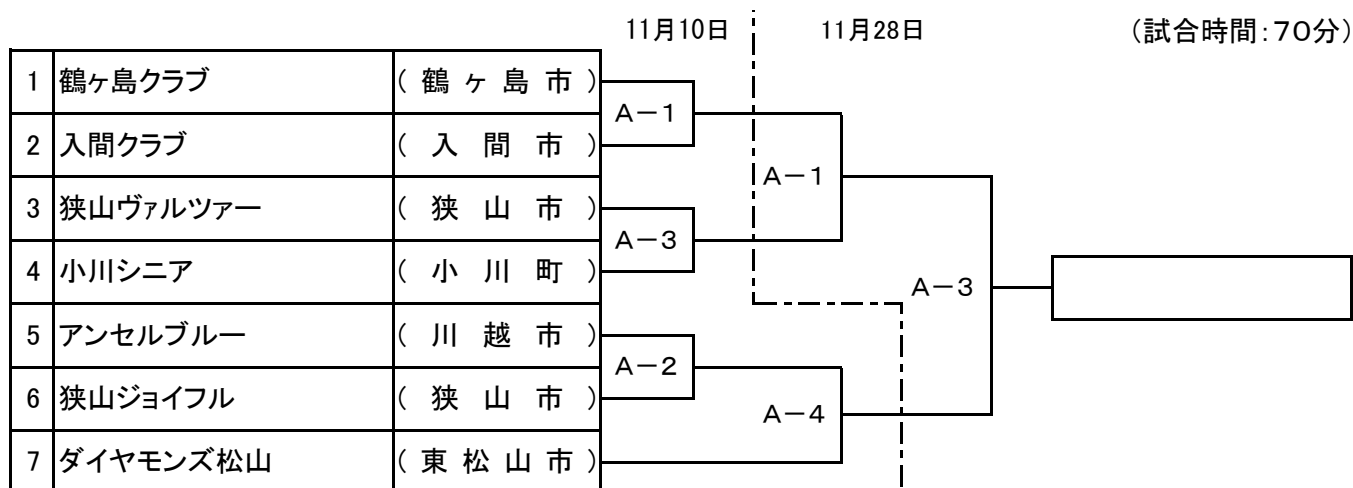 11月10日 11月28日 (試合時間:70分)
1 鶴ヶ島クラブ (鶴ヶ島市)
A-1
2 入間クラブ (入間市)
A-1
3 狭山ヴァルツァー (狭山市)
A-3
4 小川シニア (小川町)
A-3
5 アンセルブルー (川越市)
A-2
6 狭山ジョイフル (狭山市)
A-4
7 ダイヤモンズ松山 (東松山市)